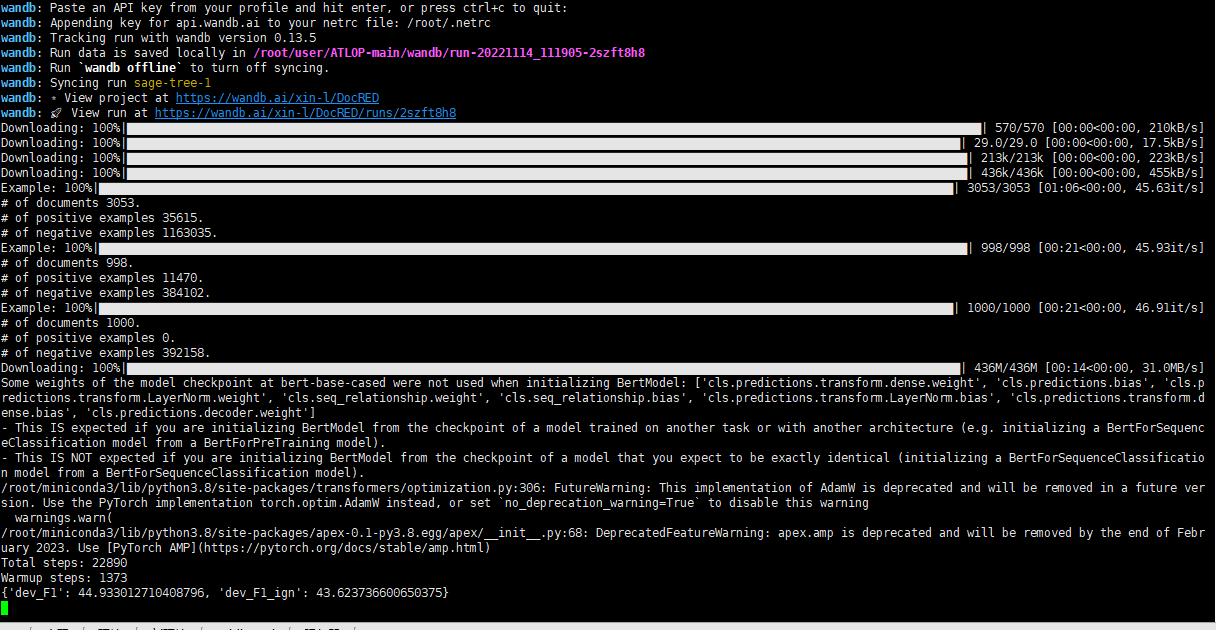 wandb: Paste an API key from your profile and hit enter, or press ctrl+c to quit:
wandb: Appending key for api.wandb.ai to your netrc file: /root/.netrc
wandb: Tracking run with wandb version 0.13.5
wandb: Run data is saved locally in /root/user/ATLOP-main/wandb/run-20221114_111905-2szft8h8
wandb: Run `wandb offline` to turn off syncing.
wandb: Syncing run sage-tree-1
wandb: ⭐ View project at https://wandb.ai/xin-l/DocRED
wandb: 🚀 View run at https://wandb.ai/xin-l/DocRED/runs/2szft8h8
Downloading: 100%| | 570/570 [00:00<00:00, 210kB/s]
Downloading: 100%| | 29.0/29.0 [00:00<00:00, 17.5kB/s]
Downloading: 100%| | 213k/213k [00:00<00:00, 223kB/s]
Downloading: 100%| | 436k/436k [00:00<00:00, 455kB/s]
Example: 100%| | 3053/3053 [01:06<00:00, 45.63it/s]
# of documents 3053.
# of positive examples 35615.
# of negative examples 1163035.
Example: 100%| | 998/998 [00:21<00:00, 45.93it/s]
# of documents 998.
# of positive examples 11470.
# of negative examples 384102.
Example: 100%| | 1000/1000 [00:21<00:00, 46.91it/s]
# of documents 1000.
# of positive examples 0.
# of negative examples 392158.
Downloading: 100%| | 436M/436M [00:14<00:00, 31.0MB/s]
Some weights of the model checkpoint at bert-base-cased were not used when initializing BertModel: ['cls.predictions.transform.dense.weight', 'cls.predictions.bias', 'cls.p
redictions.transform.LayerNorm.weight', 'cls.seq_relationship.weight', 'cls.seq_relationship.bias', 'cls.predictions.transform.LayerNorm.bias', 'cls.predictions.transform.d
ense.bias', 'cls.predictions.decoder.weight']
- This IS expected if you are initializing BertModel from the checkpoint of a model trained on another task or with another architecture (e.g. initializing a BertForSequenc
eClassification model from a BertForPreTraining model).
- This IS NOT expected if you are initializing BertModel from the checkpoint of a model that you expect to be exactly identical (initializing a BertForSequenceClassificatio
n model from a BertForSequenceClassification model).
/root/miniconda3/lib/python3.8/site-packages/transformers/optimization.py:306: FutureWarning: This implementation of AdamW is deprecated and will be removed in a future ver
sion. Use the PyTorch implementation torch.optim.AdamW instead, or set `no_deprecation_warning=True` to disable this warning
warnings.warn(
/root/miniconda3/lib/python3.8/site-packages/apex-0.1-py3.8.egg/apex/__init__.py:68: DeprecatedFeatureWarning: apex.amp is deprecated and will be removed by the end of Febr
uary 2023. Use [PyTorch AMP](https://pytorch.org/docs/stable/amp.html)
Total steps: 22890
Warmup steps: 1373
{'dev_F1': 44.933012710408796, 'dev_F1_ign': 43.623736600650375}